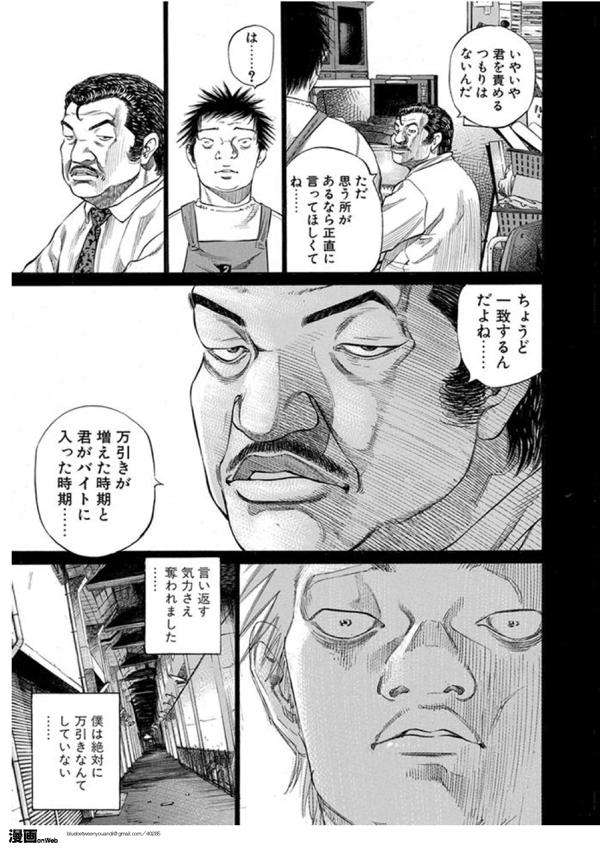 いやいや
君を責める
つもりは
ないんだ
ただ
思う所が
あるなら正直に
言ってほしくて
ね……
は……？
ちょうど
一致するん
だよね……
万引きが
増えた時期と
君がバイトに
入った時期……
言い返す
気力さえ
奪われました
……
僕は絶対に
万引きなんて
していない
……
漫画onWeb
bluebetweenyouandi@gmail.com/40285